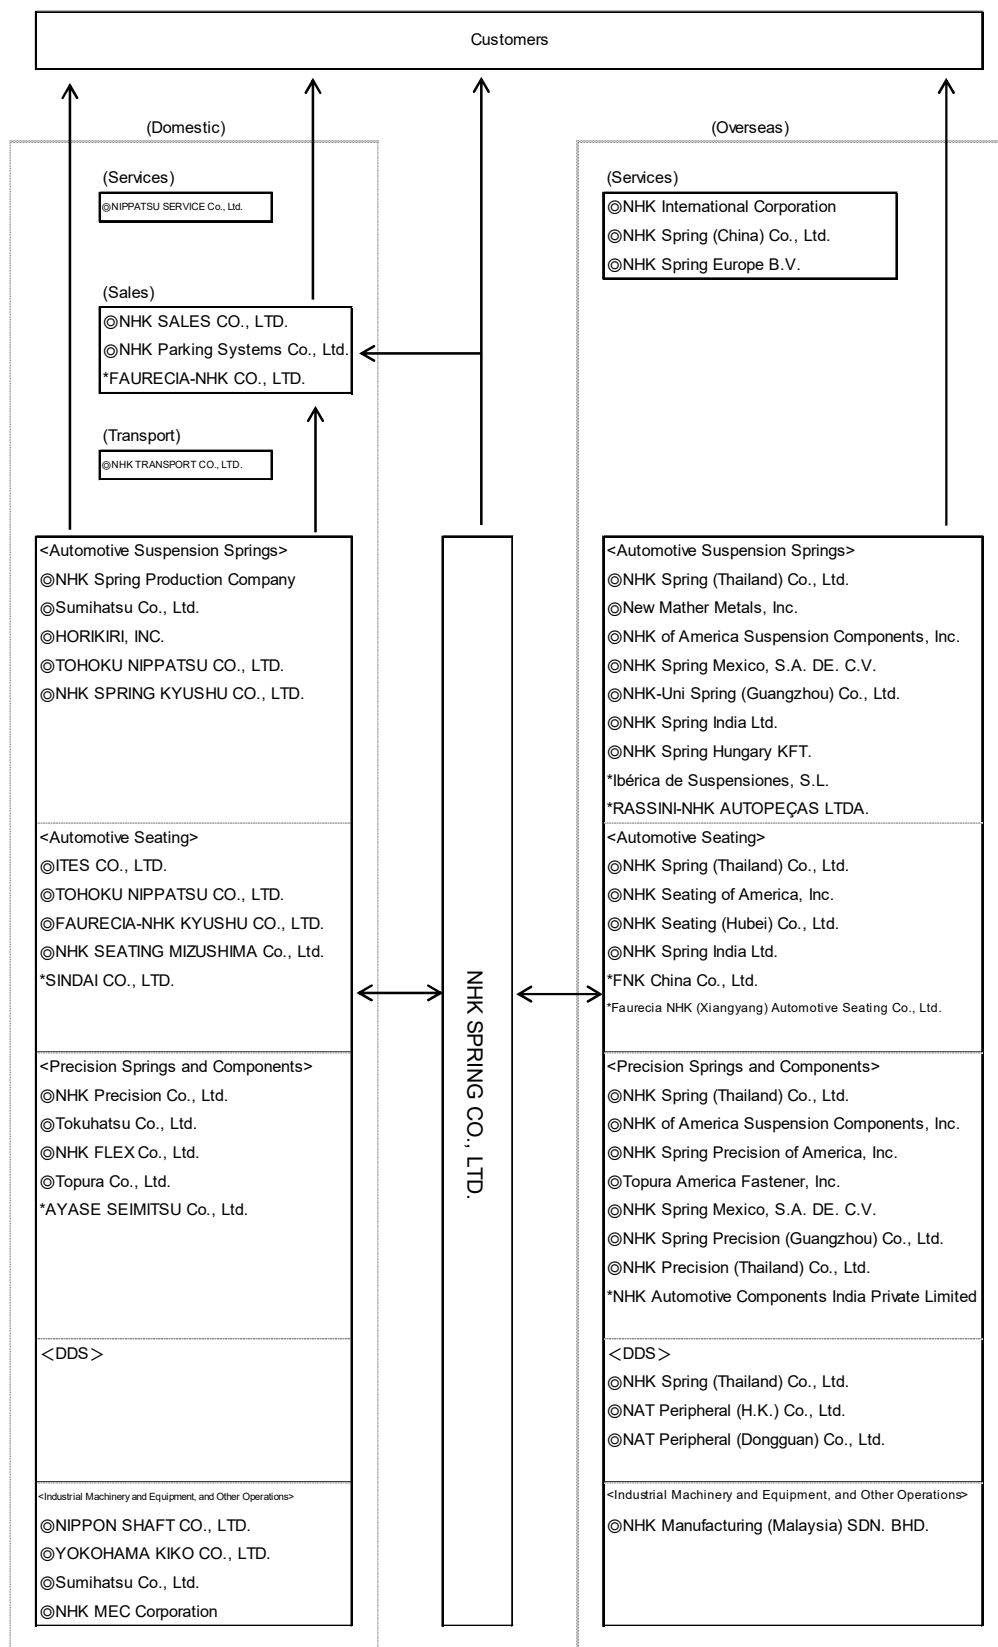 Customers
(Domestic)
(Services)
◎NIPPATSU SERVICE Co., Ltd.
(Sales)
◎NHK SALES CO., LTD.
◎NHK Parking Systems Co., Ltd.
*FAURECIA-NHK CO., LTD.
(Transport)
◎NHK TRANSPORT CO., LTD.
<Automotive Suspension Springs>
◎NHK Spring Production Company
◎Sumihatsu Co., Ltd.
◎HORIKIRI, INC.
◎TOHOKU NIPPATSU CO., LTD.
◎NHK SPRING KYUSHU CO., LTD.
<Automotive Seating>
◎ITES CO., LTD.
◎TOHOKU NIPPATSU CO., LTD.
◎FAURECIA-NHK KYUSHU CO., LTD.
◎NHK SEATING MIZUSHIMA Co., Ltd.
*SINDAI CO., LTD.
<Precision Springs and Components>
◎NHK Precision Co., Ltd.
◎Tokuhatsu Co., Ltd.
◎NHK FLEX Co., Ltd.
◎Topura Co., Ltd.
*AYASE SEIMITSU Co., Ltd.
＜DDS＞
<Industrial Machinery and Equipment, and Other Operations>
◎NIPPON SHAFT CO., LTD.
◎YOKOHAMA KIKO CO., LTD.
◎Sumihatsu Co., Ltd.
◎NHK MEC Corporation
NHK SPRING CO., LTD.
(Overseas)
(Services)
◎NHK International Corporation
◎NHK Spring (China) Co., Ltd.
◎NHK Spring Europe B.V.
<Automotive Suspension Springs>
◎NHK Spring (Thailand) Co., Ltd.
◎New Mather Metals, Inc.
◎NHK of America Suspension Components, Inc.
◎NHK Spring Mexico, S.A. DE. C.V.
◎NHK-Uni Spring (Guangzhou) Co., Ltd.
◎NHK Spring India Ltd.
◎NHK Spring Hungary KFT.
*Ibérica de Suspensiones, S.L.
*RASSINI-NHK AUTOPEÇAS LTDA.
<Automotive Seating>
◎NHK Spring (Thailand) Co., Ltd.
◎NHK Seating of America, Inc.
◎NHK Seating (Hubei) Co., Ltd.
◎NHK Spring India Ltd.
*FNK China Co., Ltd.
*Faurecia NHK (Xiangyang) Automotive Seating Co., Ltd.
<Precision Springs and Components>
◎NHK Spring (Thailand) Co., Ltd.
◎NHK of America Suspension Components, Inc.
◎NHK Spring Precision of America, Inc.
◎Topura America Fastener, Inc.
◎NHK Spring Mexico, S.A. DE. C.V.
◎NHK Spring Precision (Guangzhou) Co., Ltd.
◎NHK Precision (Thailand) Co., Ltd.
*NHK Automotive Components India Private Limited
＜DDS＞
◎NHK Spring (Thailand) Co., Ltd.
◎NAT Peripheral (H.K.) Co., Ltd.
◎NAT Peripheral (Dongguan) Co., Ltd.
<Industrial Machinery and Equipment, and Other Operations>
◎NHK Manufacturing (Malaysia) SDN. BHD.